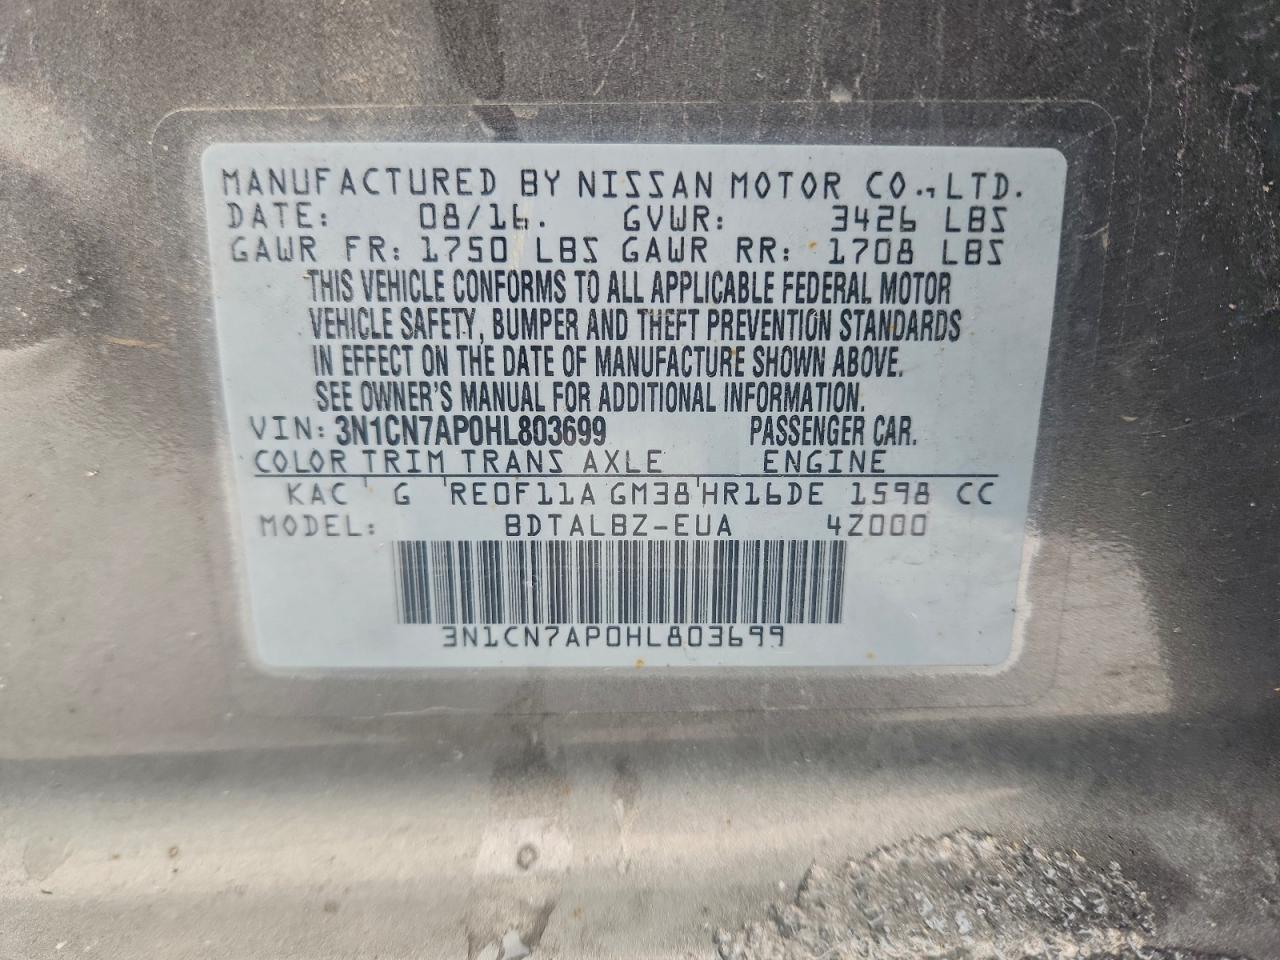 MANUFACTURED BY NISSAN MOTOR CO., LTD.
DATE: 08/16. GVWR: 3426 LBS
GAWR FR: 1750 LBS GAWR RR: 1708 LBS
THIS VEHICLE CONFORMS TO ALL APPLICABLE FEDERAL MOTOR
VEHICLE SAFETY, BUMPER AND THEFT PREVENTION STANDARDS
IN EFFECT ON THE DATE OF MANUFACTURE SHOWN ABOVE.
SEE OWNER'S MANUAL FOR ADDITIONAL INFORMATION.
VIN: 3N1CN7AP0HL803699 PASSENGER CAR.
COLOR TRIM TRANS AXLE ENGINE
KAC G RE0F11A GM38 HR16DE 1598 CC
MODEL: BDTALBZ-EUA 4Z000
3N1CN7AP0HL803699